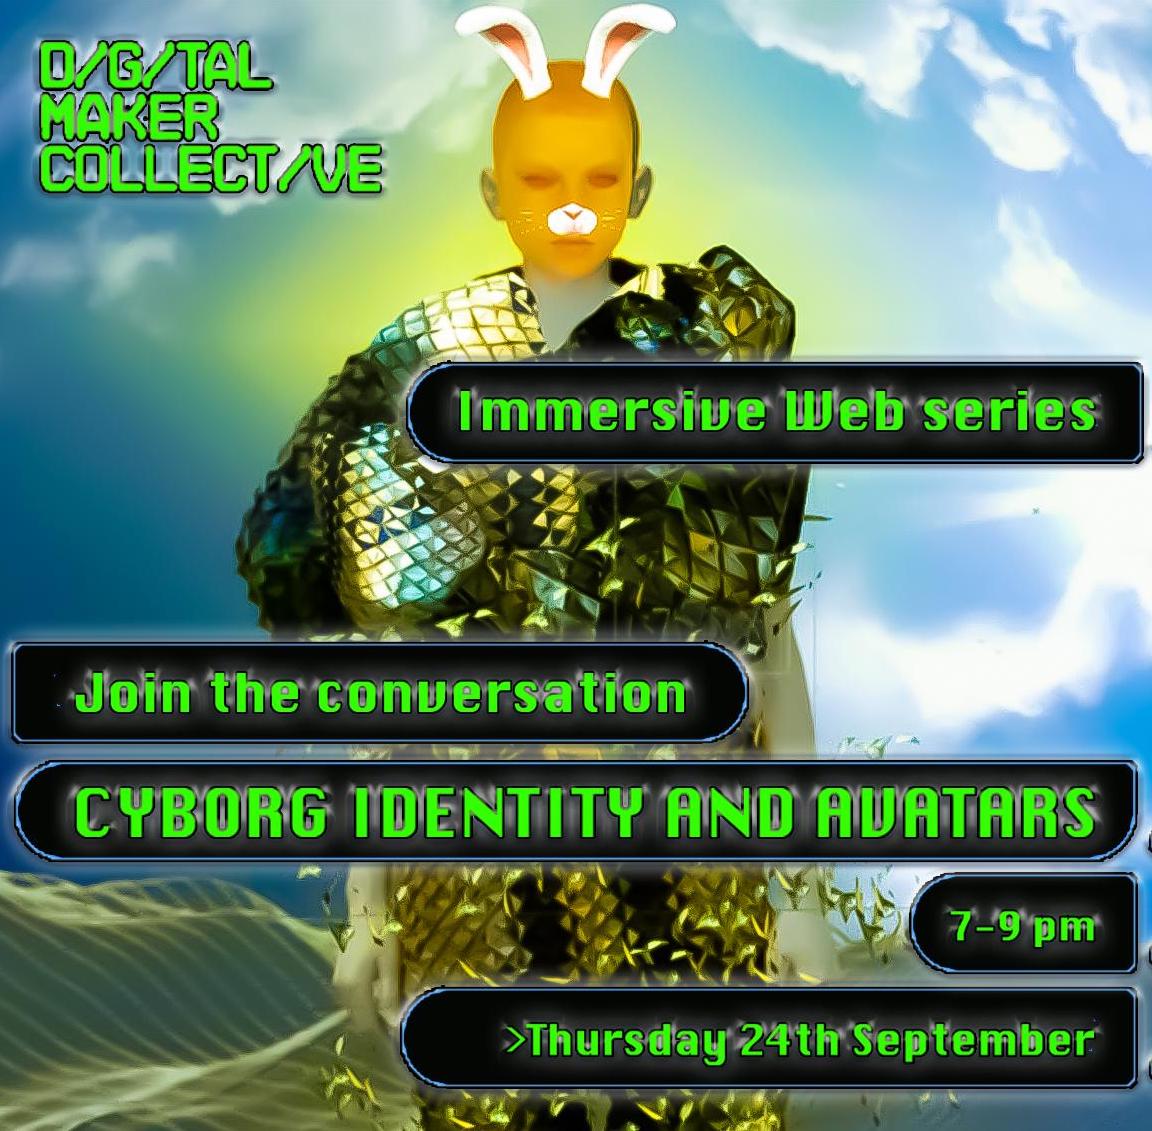 D/G/TAL
MAKER
COLLECT/VE
Immersive Web series
Join the conversation
CYBORG IDENTITY AND AVATARS
7-9 pm
>Thursday 24th September